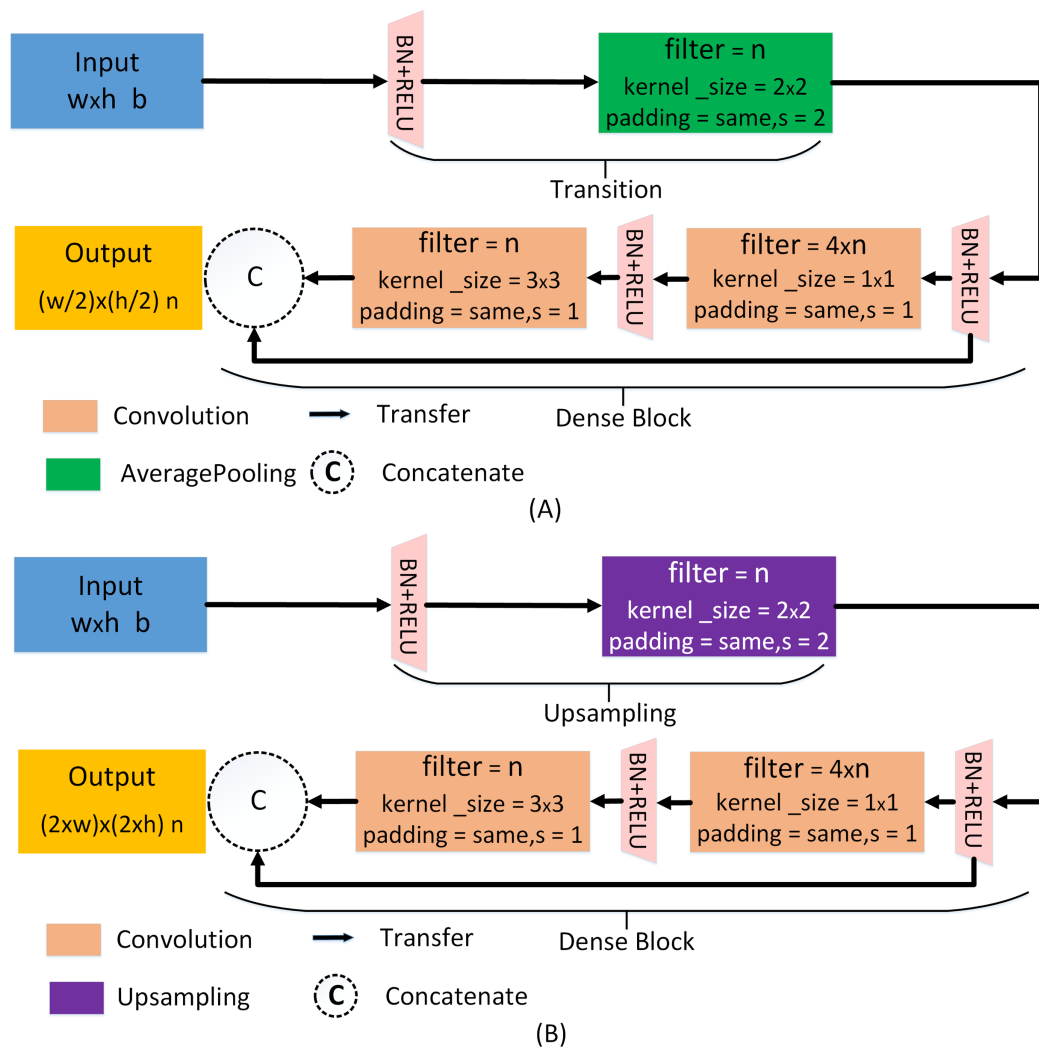 Input
wxh b
BN+RELU
filter = n
kernel _size = 2x2
padding = same,s = 2
Transition
Output
(w/2)x(h/2) n
C
filter = n
kernel _size = 3x3
padding = same,s = 1
BN+RELU
filter = 4xn
kernel _size = 1x1
padding = same,s = 1
BN+RELU
Dense Block
Convolution
Transfer
AveragePooling
C
Concatenate
(A)
Input
wxh b
BN+RELU
filter = n
kernel _size = 2x2
padding = same,s = 2
Upsampling
Output
(2xw)x(2xh) n
C
filter = n
kernel _size = 3x3
padding = same,s = 1
BN+RELU
filter = 4xn
kernel _size = 1x1
padding = same,s = 1
BN+RELU
Dense Block
Convolution
Transfer
Upsampling
C
Concatenate
(B)